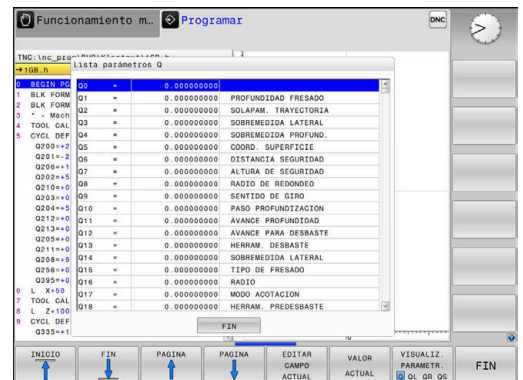 Funcionamiento m…
Programar
DNC
→1GB.h
Lista parámetros Q
0 BEGIN PG
1 BLK FORM
2 BLK FORM
3 * - Mach
4 TOOL CAL
5 CYCL DEF
Q200=+2
Q201=-2
Q206=+1
Q202=+5
Q210=+0
Q203=+0
Q204=+5
Q212=+0
Q213=+0
Q205=+0
Q211=+0
Q208=+9
Q256=+0
Q395=+0
6 L X+50
7 TOOL CAL
8 L Z+100
9 CYCL DEF
Q335=+1
Q0 = 0.000000000
Q1 = 0.000000000 PROFUNDIDAD FRESADO
Q2 = 0.000000000 SOLAPAM. TRAYECTORIA
Q3 = 0.000000000 SOBREMEDIDA LATERAL
Q4 = 0.000000000 SOBREMEDIDA PROFUND.
Q5 = 0.000000000 COORD. SUPERFICIE
Q6 = 0.000000000 DISTANCIA SEGURIDAD
Q7 = 0.000000000 ALTURA DE SEGURIDAD
Q8 = 0.000000000 RADIO DE REDONDEO
Q9 = 0.000000000 SENTIDO DE GIRO
Q10 = 0.000000000 PASO PROFUNDIZACION
Q11 = 0.000000000 AVANCE PROFUNDIDAD
Q12 = 0.000000000 AVANCE PARA DESBASTE
Q13 = 0.000000000 HERRAM. DESBASTE
Q14 = 0.000000000 SOBREMEDIDA LATERAL
Q15 = 0.000000000 TIPO DE FRESADO
Q16 = 0.000000000 RADIO
Q17 = 0.000000000 MODO ACOTACION
Q18 = 0.000000000 HERRAM. PREDESBASTE
FIN
INICIO
FIN
PAGINA
PAGINA
EDITAR CAMPO ACTUAL
VALOR ACTUAL
VISUALIZ. PARAMETR.
Q QL QR QS
FIN